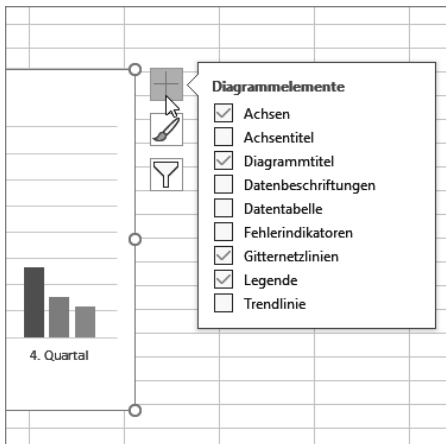 Diagrammelemente
Achsen
Achsentitel
Diagrammtitel
Datenbeschriftungen
Datentabelle
Fehlerindikatoren
Gitternetzlinien
Legende
Trendlinie
4. Quartal